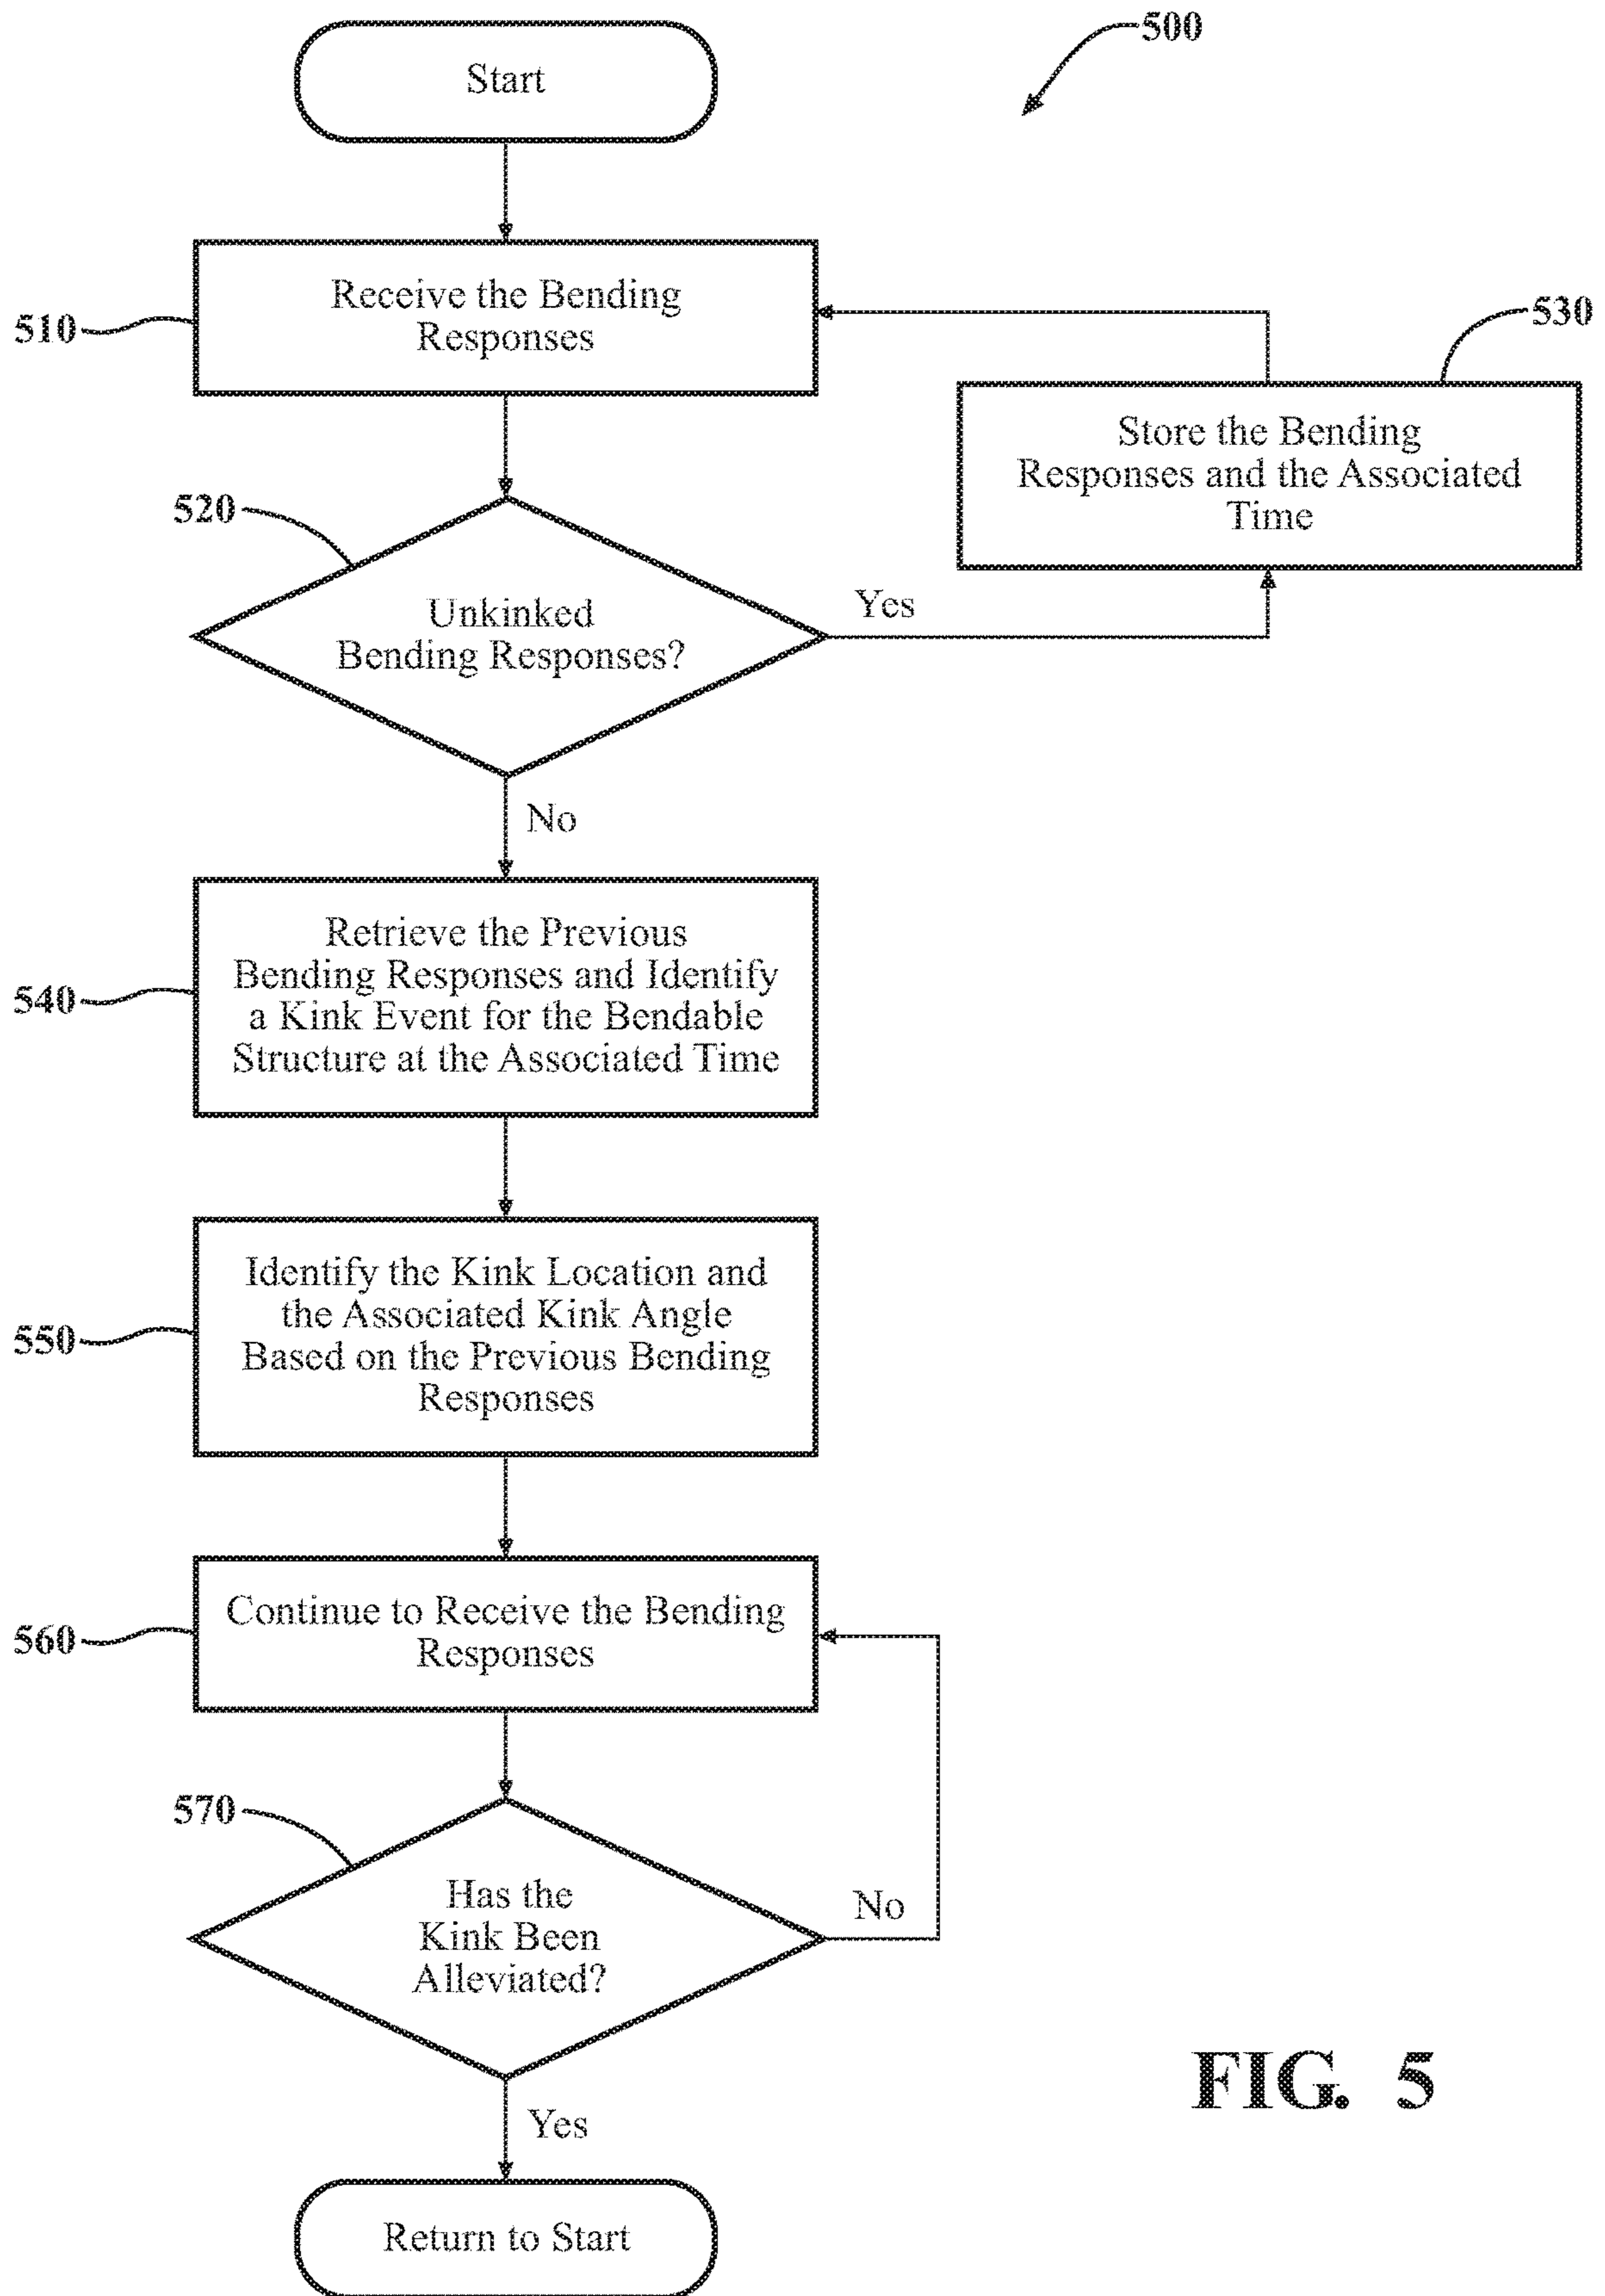 500
Start
Receive the Bending
Responses
510
530
Store the Bending
Responses and the Associated
Time
520
Unkinked
Bending Responses?
Yes
No
Retrieve the Previous
Bending Responses and Identify
a Kink Event for the Bendable
Structure at the Associated Time
540
Identify the Kink Location and
the Associated Kink Angle
Based on the Previous Bending
Responses
550
Continue to Receive the Bending
Responses
560
570
Has the
Kink Been
Alleviated?
No
Yes
Return to Start
FIG. 5